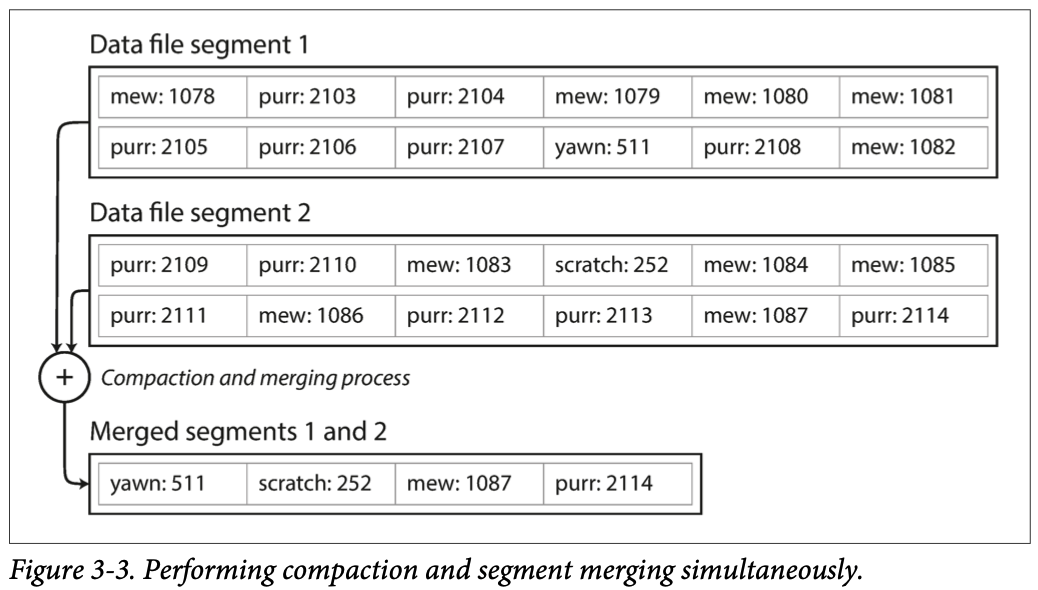 Data file segment 1
mew: 1078 purr: 2103 purr: 2104 mew: 1079 mew: 1080 mew: 1081
purr: 2105 purr: 2106 purr: 2107 yawn: 511 purr: 2108 mew: 1082
Data file segment 2
purr: 2109 purr: 2110 mew: 1083 scratch: 252 mew: 1084 mew: 1085
purr: 2111 mew: 1086 purr: 2112 purr: 2113 mew: 1087 purr: 2114
+ Compaction and merging process
Merged segments 1 and 2
yawn: 511 scratch: 252 mew: 1087 purr: 2114
Figure 3-3. Performing compaction and segment merging simultaneously.